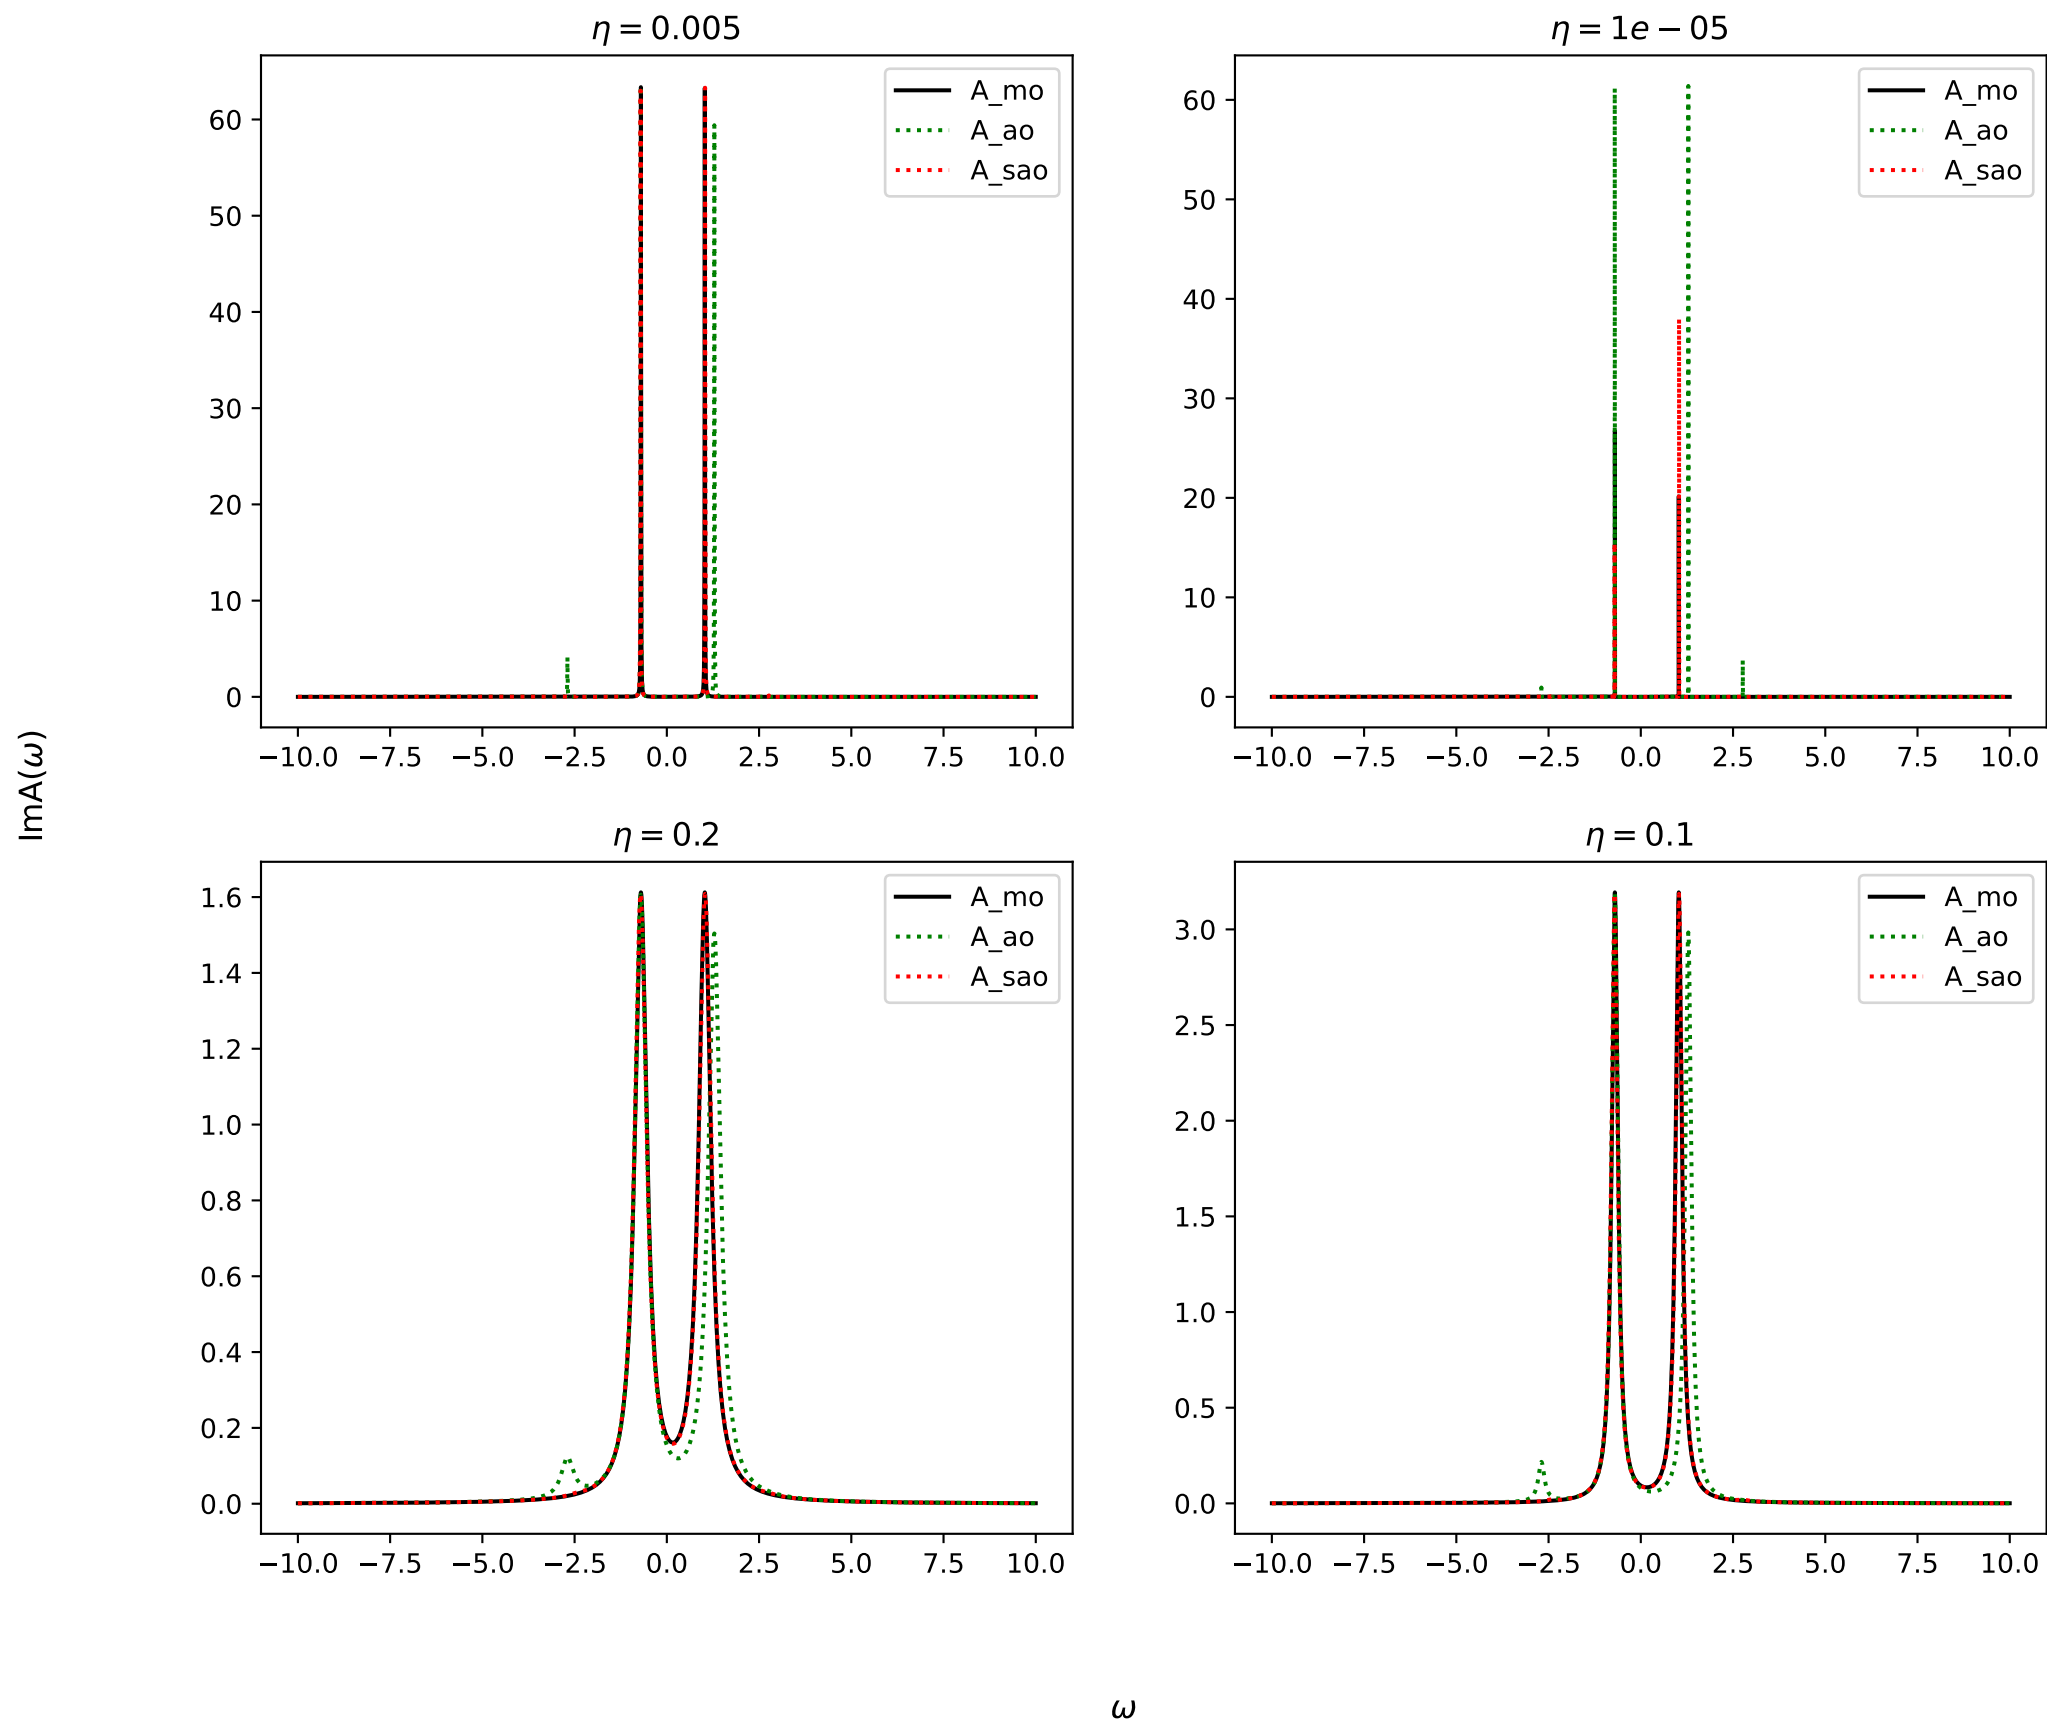 η = 0.005
A_mo
A_ao
A_sao
60
50
40
30
20
10
0
−10.0 −7.5 −5.0 −2.5 0.0 2.5 5.0 7.5 10.0
η = 1e − 05
A_mo
A_ao
A_sao
60
50
40
30
20
10
0
−10.0 −7.5 −5.0 −2.5 0.0 2.5 5.0 7.5 10.0
ImA(ω)
η = 0.2
A_mo
A_ao
A_sao
1.6
1.4
1.2
1.0
0.8
0.6
0.4
0.2
0.0
−10.0 −7.5 −5.0 −2.5 0.0 2.5 5.0 7.5 10.0
η = 0.1
A_mo
A_ao
A_sao
3.0
2.5
2.0
1.5
1.0
0.5
0.0
−10.0 −7.5 −5.0 −2.5 0.0 2.5 5.0 7.5 10.0
ω